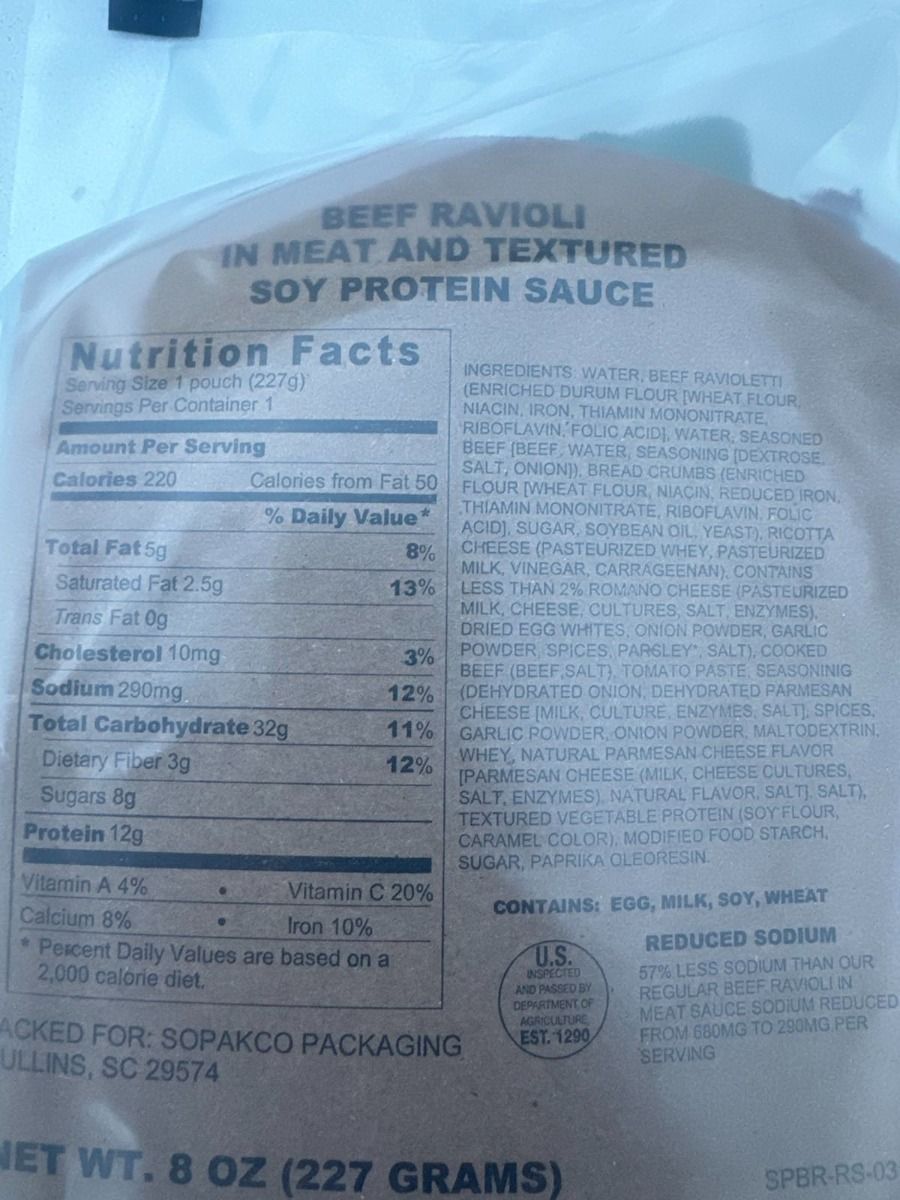 BEEF RAVIOLI
IN MEAT AND TEXTURED
SOY PROTEIN SAUCE
Nutrition Facts
Serving Size 1 pouch (227g)
Servings Per Container 1
Amount Per Serving
Calories 220 Calories from Fat 50
% Daily Value*
Total Fat 5g 8%
Saturated Fat 2.5g 13%
Trans Fat 0g
Cholesterol 10mg 3%
Sodium 290mg 12%
Total Carbohydrate 32g 11%
Dietary Fiber 3g 12%
Sugars 8g
Protein 12g
Vitamin A 4% • Vitamin C 20%
Calcium 8% • Iron 10%
* Percent Daily Values are based on a
2,000 calorie diet.
INGREDIENTS: WATER, BEEF RAVIOLETTI
(ENRICHED DURUM FLOUR [WHEAT FLOUR,
NIACIN, IRON, THIAMIN MONONITRATE,
RIBOFLAVIN, FOLIC ACID], WATER, SEASONED
BEEF [BEEF, WATER, SEASONING [DEXTROSE,
SALT, ONION]), BREAD CRUMBS (ENRICHED
FLOUR [WHEAT FLOUR, NIACIN, REDUCED IRON,
THIAMIN MONONITRATE, RIBOFLAVIN, FOLIC
ACID], SUGAR, SOYBEAN OIL, YEAST), RICOTTA
CHEESE (PASTEURIZED WHEY, PASTEURIZED
MILK, VINEGAR, CARRAGEENAN), CONTAINS
LESS THAN 2% ROMANO CHEESE (PASTEURIZED
MILK, CHEESE, CULTURES, SALT, ENZYMES),
DRIED EGG WHITES, ONION POWDER, GARLIC
POWDER, SPICES, PARSLEY*, SALT), COOKED
BEEF (BEEF,SALT), TOMATO PASTE, SEASONINIG
(DEHYDRATED ONION, DEHYDRATED PARMESAN
CHEESE [MILK, CULTURE, ENZYMES, SALT], SPICES,
GARLIC POWDER, ONION POWDER, MALTODEXTRIN,
WHEY, NATURAL PARMESAN CHEESE FLAVOR
[PARMESAN CHEESE (MILK, CHEESE CULTURES,
SALT, ENZYMES), NATURAL FLAVOR, SALT], SALT),
TEXTURED VEGETABLE PROTEIN (SOY FLOUR,
CARAMEL COLOR), MODIFIED FOOD STARCH,
SUGAR, PAPRIKA OLEORESIN.
CONTAINS: EGG, MILK, SOY, WHEAT
U.S.
INSPECTED
AND PASSED BY
DEPARTMENT OF
AGRICULTURE
EST. 1290
REDUCED SODIUM
57% LESS SODIUM THAN OUR
REGULAR BEEF RAVIOLI IN
MEAT SAUCE SODIUM REDUCED
FROM 680MG TO 290MG PER
SERVING
ACKED FOR: SOPAKCO PACKAGING
ULLINS, SC 29574
NET WT. 8 OZ (227 GRAMS)
SPBR-RS-03